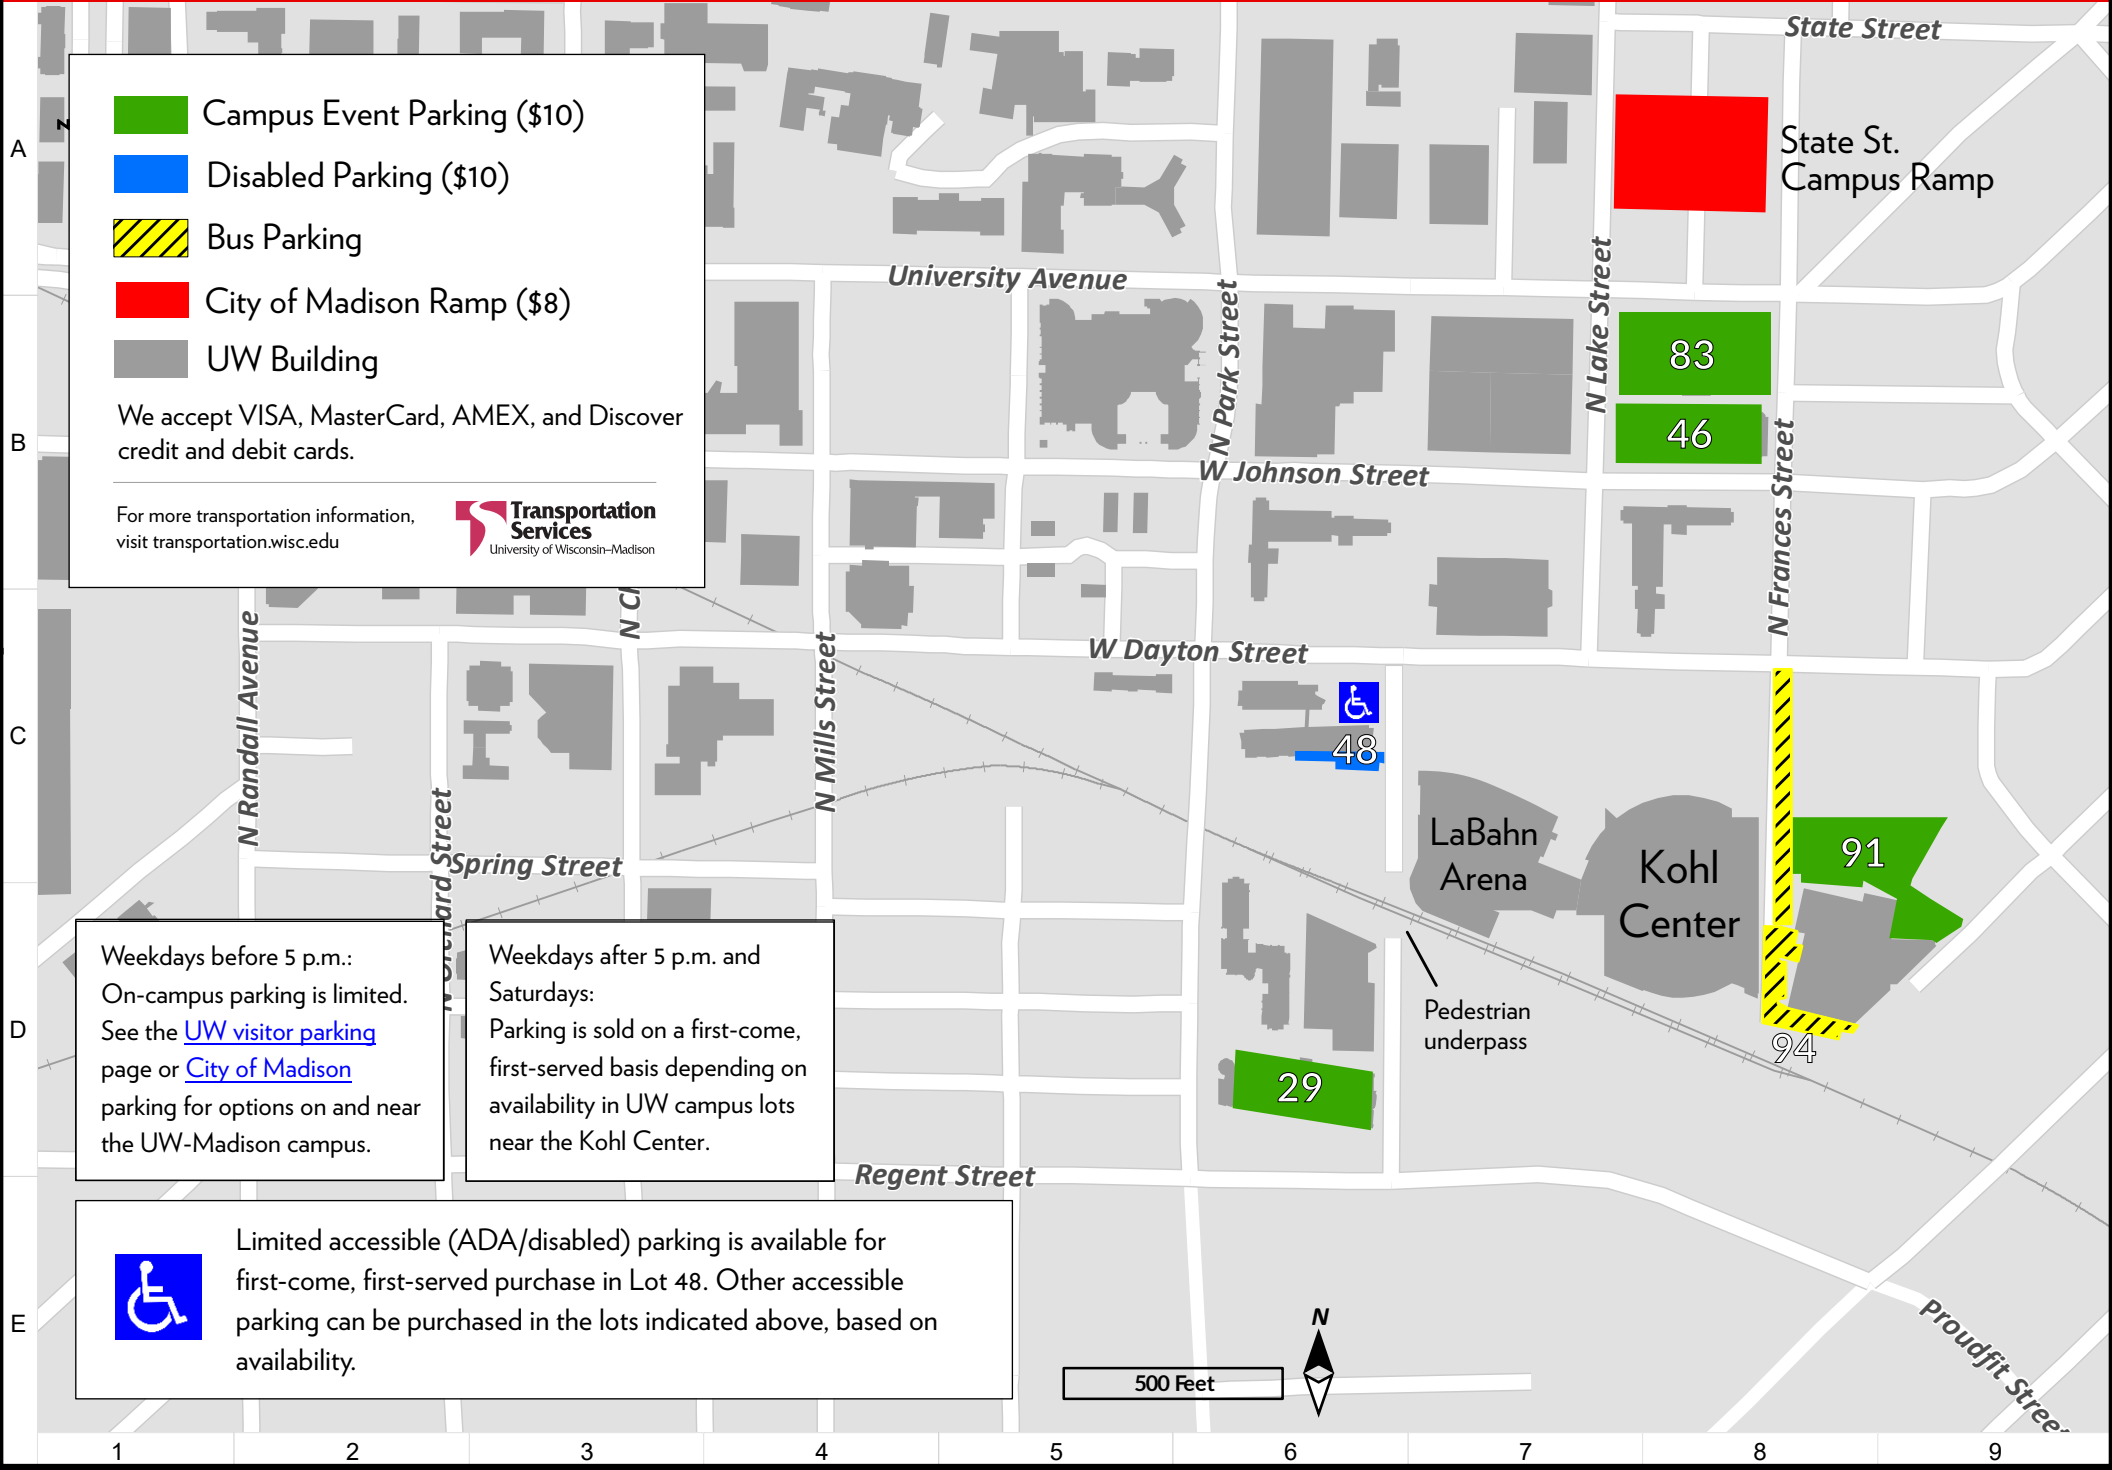 State Street
Campus Event Parking ($10)
Disabled Parking ($10)
Bus Parking
City of Madison Ramp ($8)
UW Building
We accept VISA, MasterCard, AMEX, and Discover
credit and debit cards.
For more transportation information,
visit transportation.wisc.edu
Transportation
Services
University of Wisconsin–Madison
N
A
B
C
D
E
State St.
Campus Ramp
University Avenue
N Park Street
N Lake Street
83
46
W Johnson Street
N Frances Street
N Randall Avenue
N Mills Street
W Dayton Street
48
Spring Street
LaBahn
Arena
Kohl
Center
91
Pedestrian
underpass
94
29
Weekdays before 5 p.m.:
On-campus parking is limited.
See the UW visitor parking
page or City of Madison
parking for options on and near
the UW-Madison campus.
Weekdays after 5 p.m. and
Saturdays:
Parking is sold on a first-come,
first-served basis depending on
availability in UW campus lots
near the Kohl Center.
Regent Street
Limited accessible (ADA/disabled) parking is available for
first-come, first-served purchase in Lot 48. Other accessible
parking can be purchased in the lots indicated above, based on
availability.
500 Feet
N
Proudfit Street
1 2 3 4 5 6 7 8 9